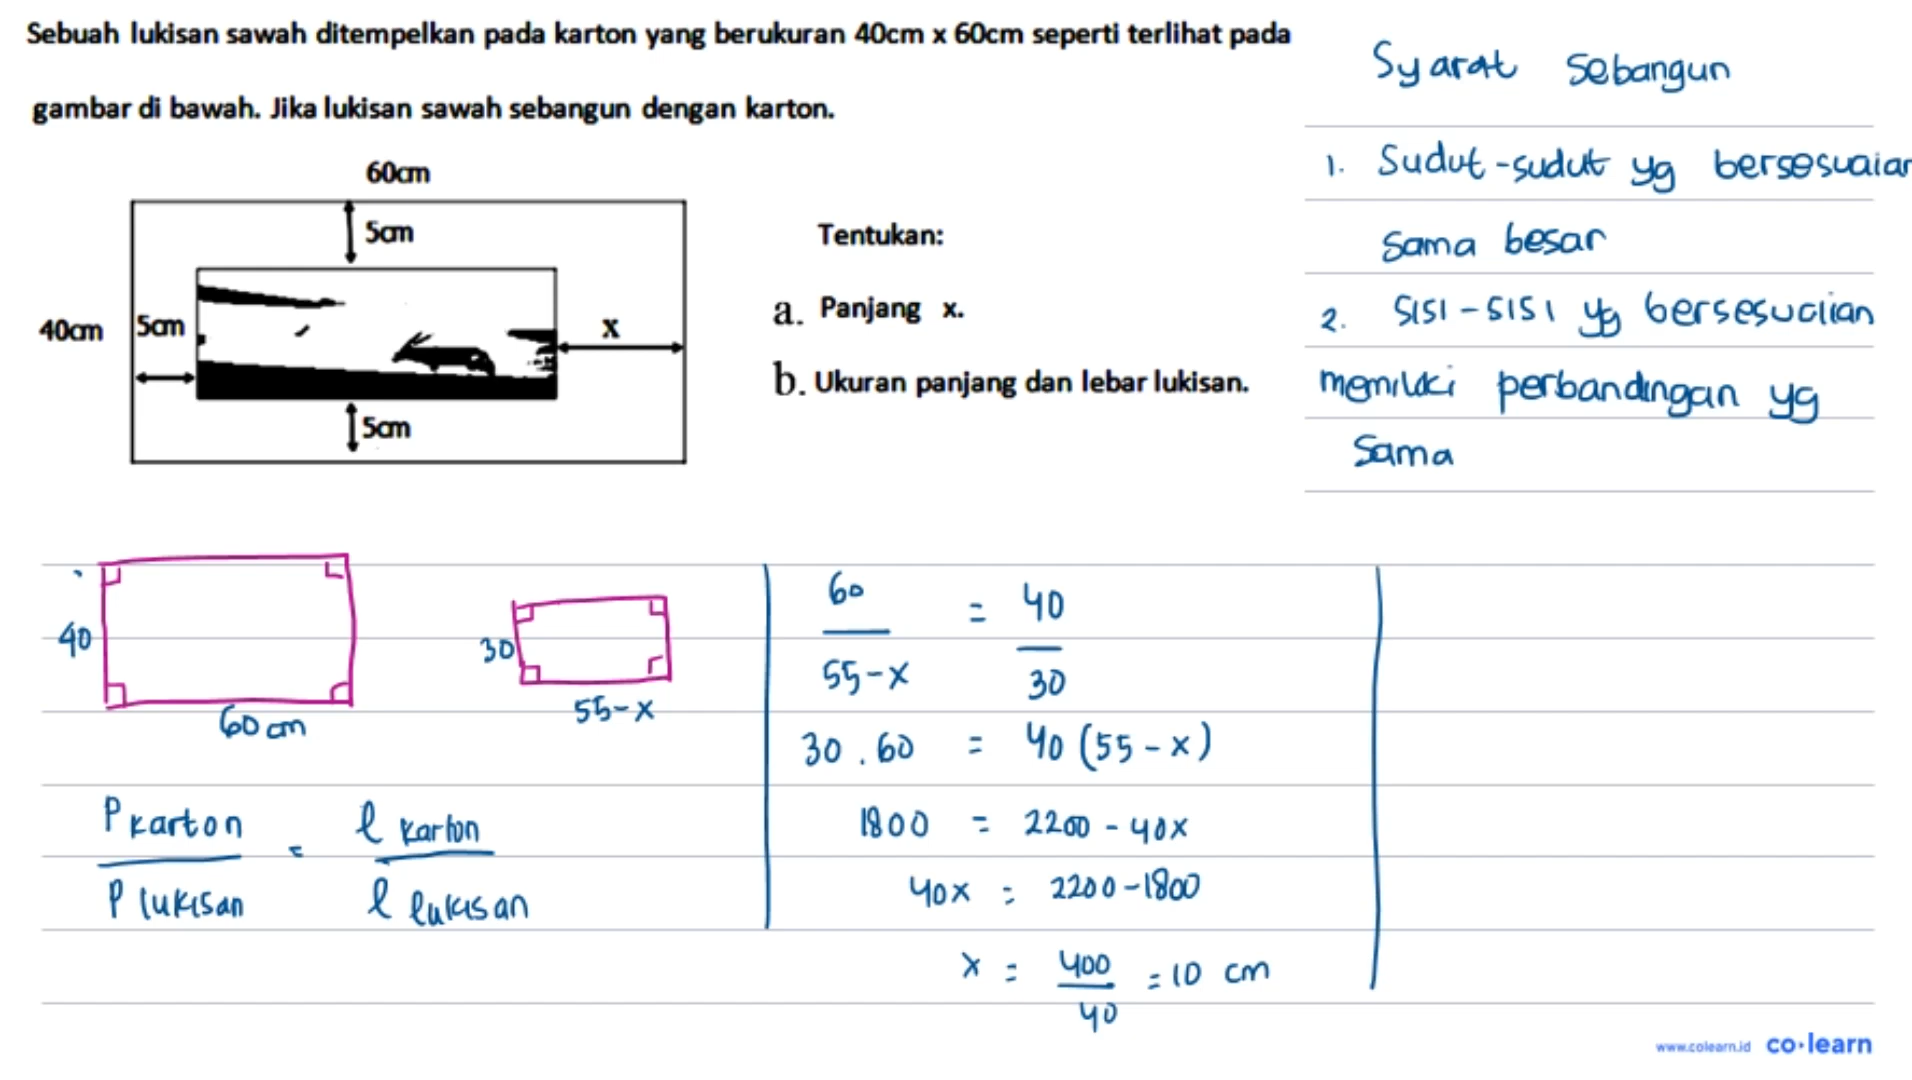 Sebuah lukisan sawah ditempelkan pada karton yang berukuran 40cm x 60cm seperti terlihat pada
gambar di bawah. Jika lukisan sawah sebangun dengan karton.
60cm
5cm
40cm 5cm x
5cm
Tentukan:
a. Panjang x.
b. Ukuran panjang dan lebar lukisan.
Syarat Sebangun
1. Sudut-sudut yg bersesuaian
sama besar
2. Sisi-sisi yg bersesuaian
memiliki perbandingan yg
sama
40
60 cm
30
55-x
P karton = l karton
P lukisan l lukisan
60 = 40
55-x 30
30 . 60 = 40 (55-x)
1800 = 2200 - 40x
40x = 2200-1800
x = 400 = 10 cm
40
www.colearn.id co·learn